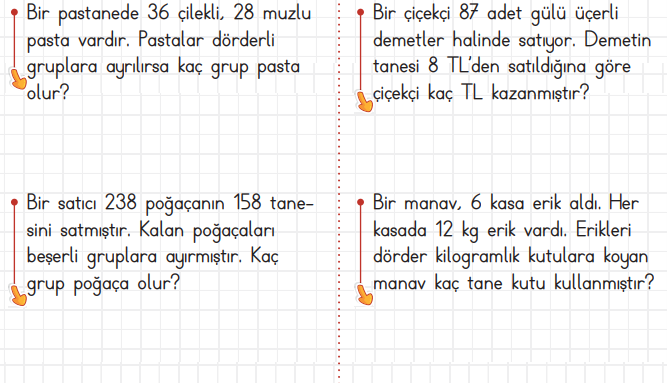 Bir pastanede 36 çilekli, 28 muzlu
pasta vardır. Pastalar dörderli
gruplara ayrılırsa kaç grup pasta
olur?
Bir çiçekçi 87 adet gülü üçerli
demetler halinde satıyor. Demetin
tanesi 8 TL'den satıldığına göre
çiçekçi kaç TL kazanmıştır?
Bir satıcı 238 poğaçanın 158 tane-
sini satmıştır. Kalan poğaçaları
beşerli gruplara ayırmıştır. Kaç
grup poğaça olur?
Bir manav, 6 kasa erik aldı. Her
kasada 12 kg erik vardı. Erikleri
dörder kilogramlık kutulara koyan
manav kaç tane kutu kullanmıştır?